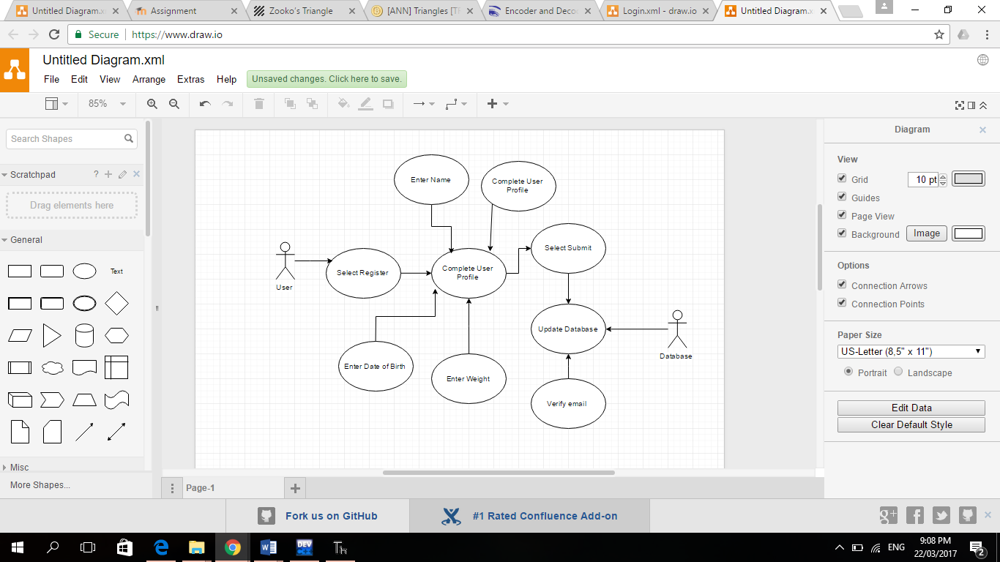 Untitled Diagram.x
Assignment
Zooko's Triangle
[ANN] Triangles [T
Encoder and Deco
Login.xml - draw.io
Untitled Diagram.x
Secure
https://www.draw.io
Untitled Diagram.xml
File Edit View Arrange Extras Help
Unsaved changes. Click here to save.
85%
Search Shapes
Scratchpad
?
Drag elements here
General
Text
Misc
More Shapes...
Enter Name
Complete User
Profile
Select Submit
User
Select Register
Complete User
Profile
Update Database
Database
Enter Date of Birth
Enter Weight
Verify email
Page-1
Diagram
View
Grid
10 pt
Guides
Page View
Background
Image
Options
Connection Arrows
Connection Points
Paper Size
US-Letter (8,5" x 11")
Portrait
Landscape
Edit Data
Clear Default Style
Fork us on GitHub
#1 Rated Confluence Add-on
g+
DEV
C++
Th
ENG
9:08 PM
22/03/2017
2